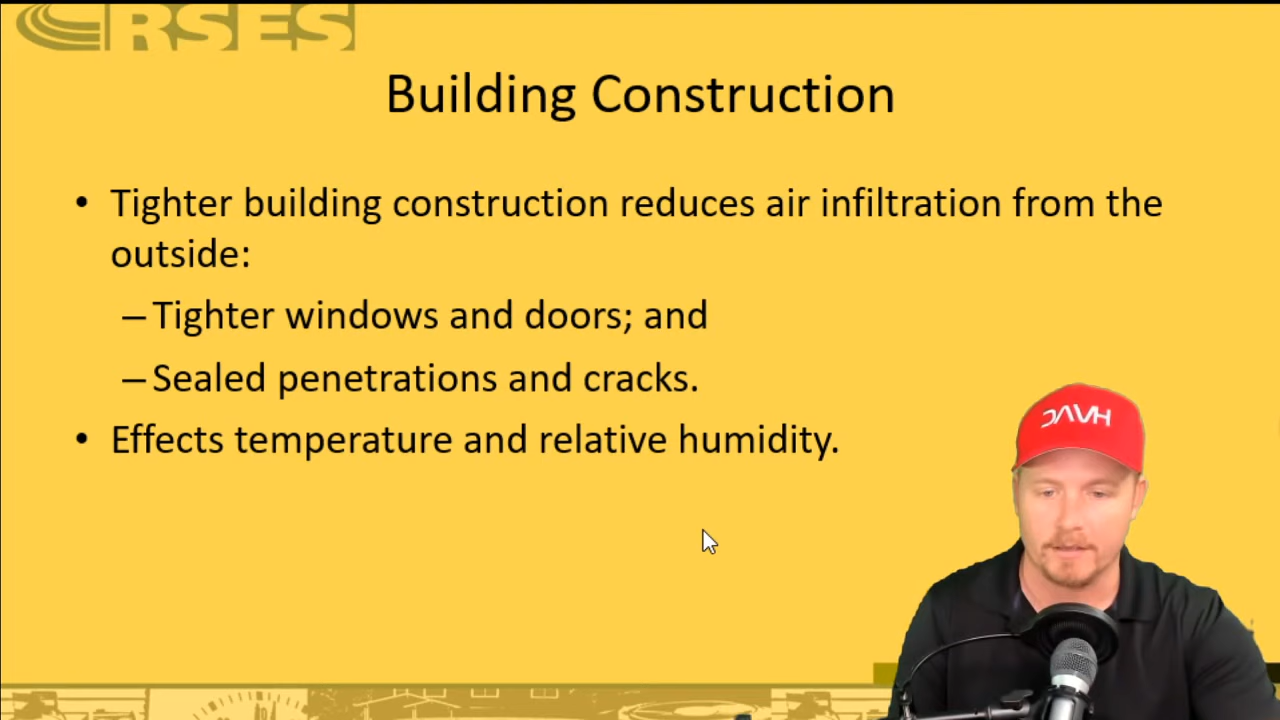 RSES
Building Construction
• Tighter building construction reduces air infiltration from the
outside:
– Tighter windows and doors; and
– Sealed penetrations and cracks.
• Effects temperature and relative humidity.